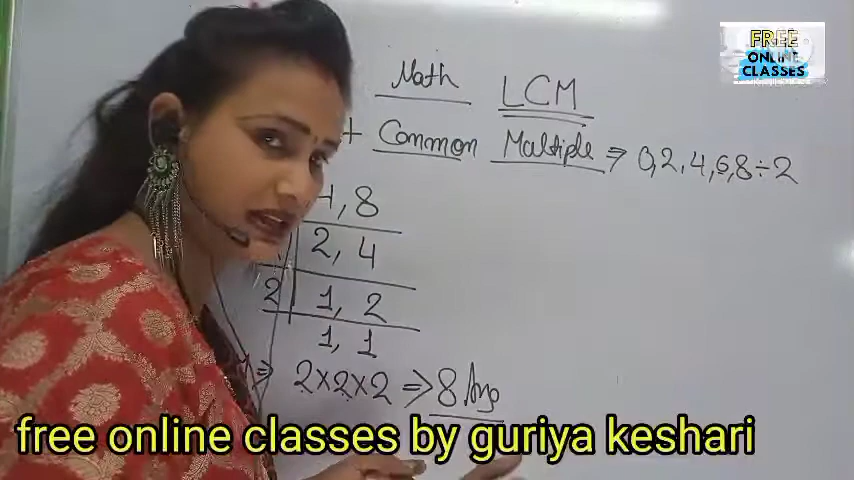 FREE
ONLINE
CLASSES
Math LCM
+ Common Multiple ⇒ 0,2,4,6,8÷2
4, 8
2, 4
2 1, 2
1, 1
⇒ 2×2×2 ⇒ 8 Ans
free online classes by guriya keshari